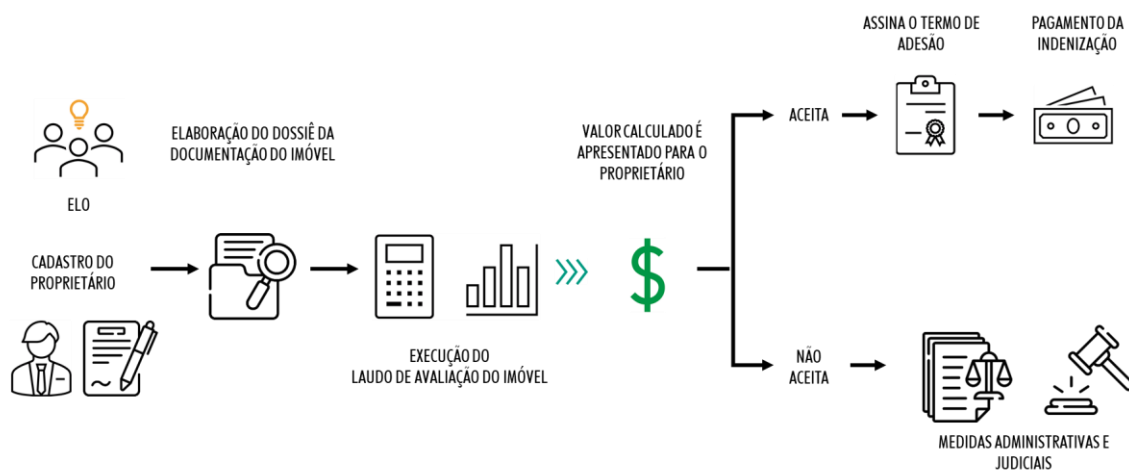 ELO
CADASTRO DO
PROPRIETÁRIO
ELABORAÇÃO DO DOSSIÊ DA
DOCUMENTAÇÃO DO IMÓVEL
EXECUÇÃO DO
LAUDO DE AVALIAÇÃO DO IMÓVEL
VALOR CALCULADO É
APRESENTADO PARA O
PROPRIETÁRIO
$
ACEITA
ASSINA O TERMO DE
ADESÃO
PAGAMENTO DA
INDENIZAÇÃO
NÃO
ACEITA
MEDIDAS ADMINISTRATIVAS E
JUDICIAIS